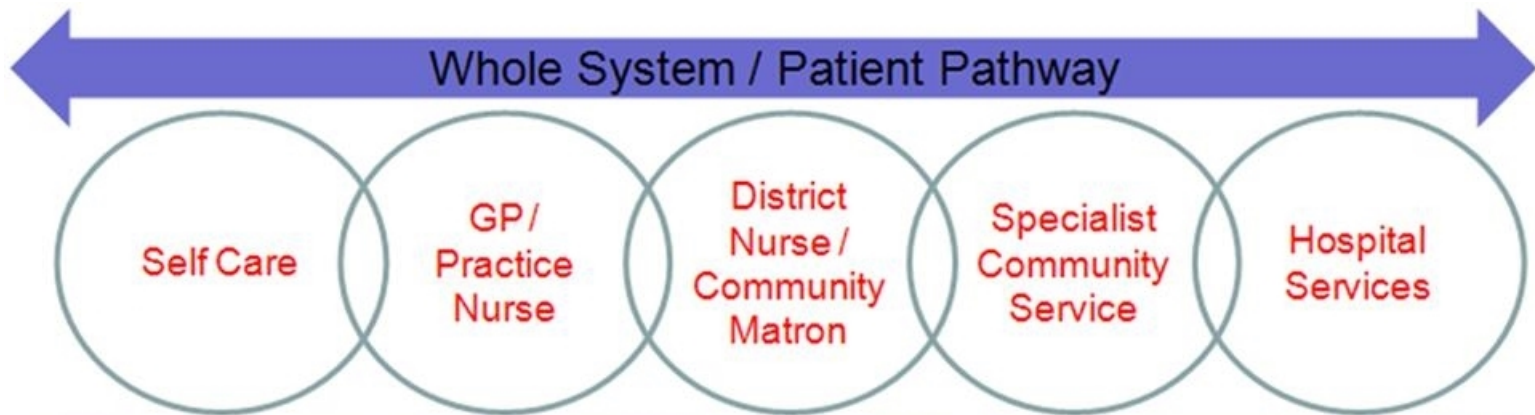 Whole System / Patient Pathway
Self Care
GP /
Practice
Nurse
District
Nurse /
Community
Matron
Specialist
Community
Service
Hospital
Services